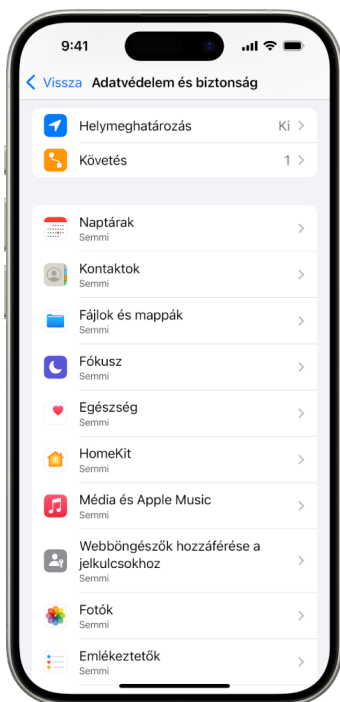 9:41
Vissza Adatvédelem és biztonság
Helymeghatározás Ki
Követés 1
Naptárak
Semmi
Kontaktok
Semmi
Fájlok és mappák
Semmi
Fókusz
Semmi
Egészség
Semmi
HomeKit
Semmi
Média és Apple Music
Semmi
Webböngészők hozzáférése a
jelkulcsokhoz
Semmi
Fotók
Semmi
Emlékeztetők
Semmi